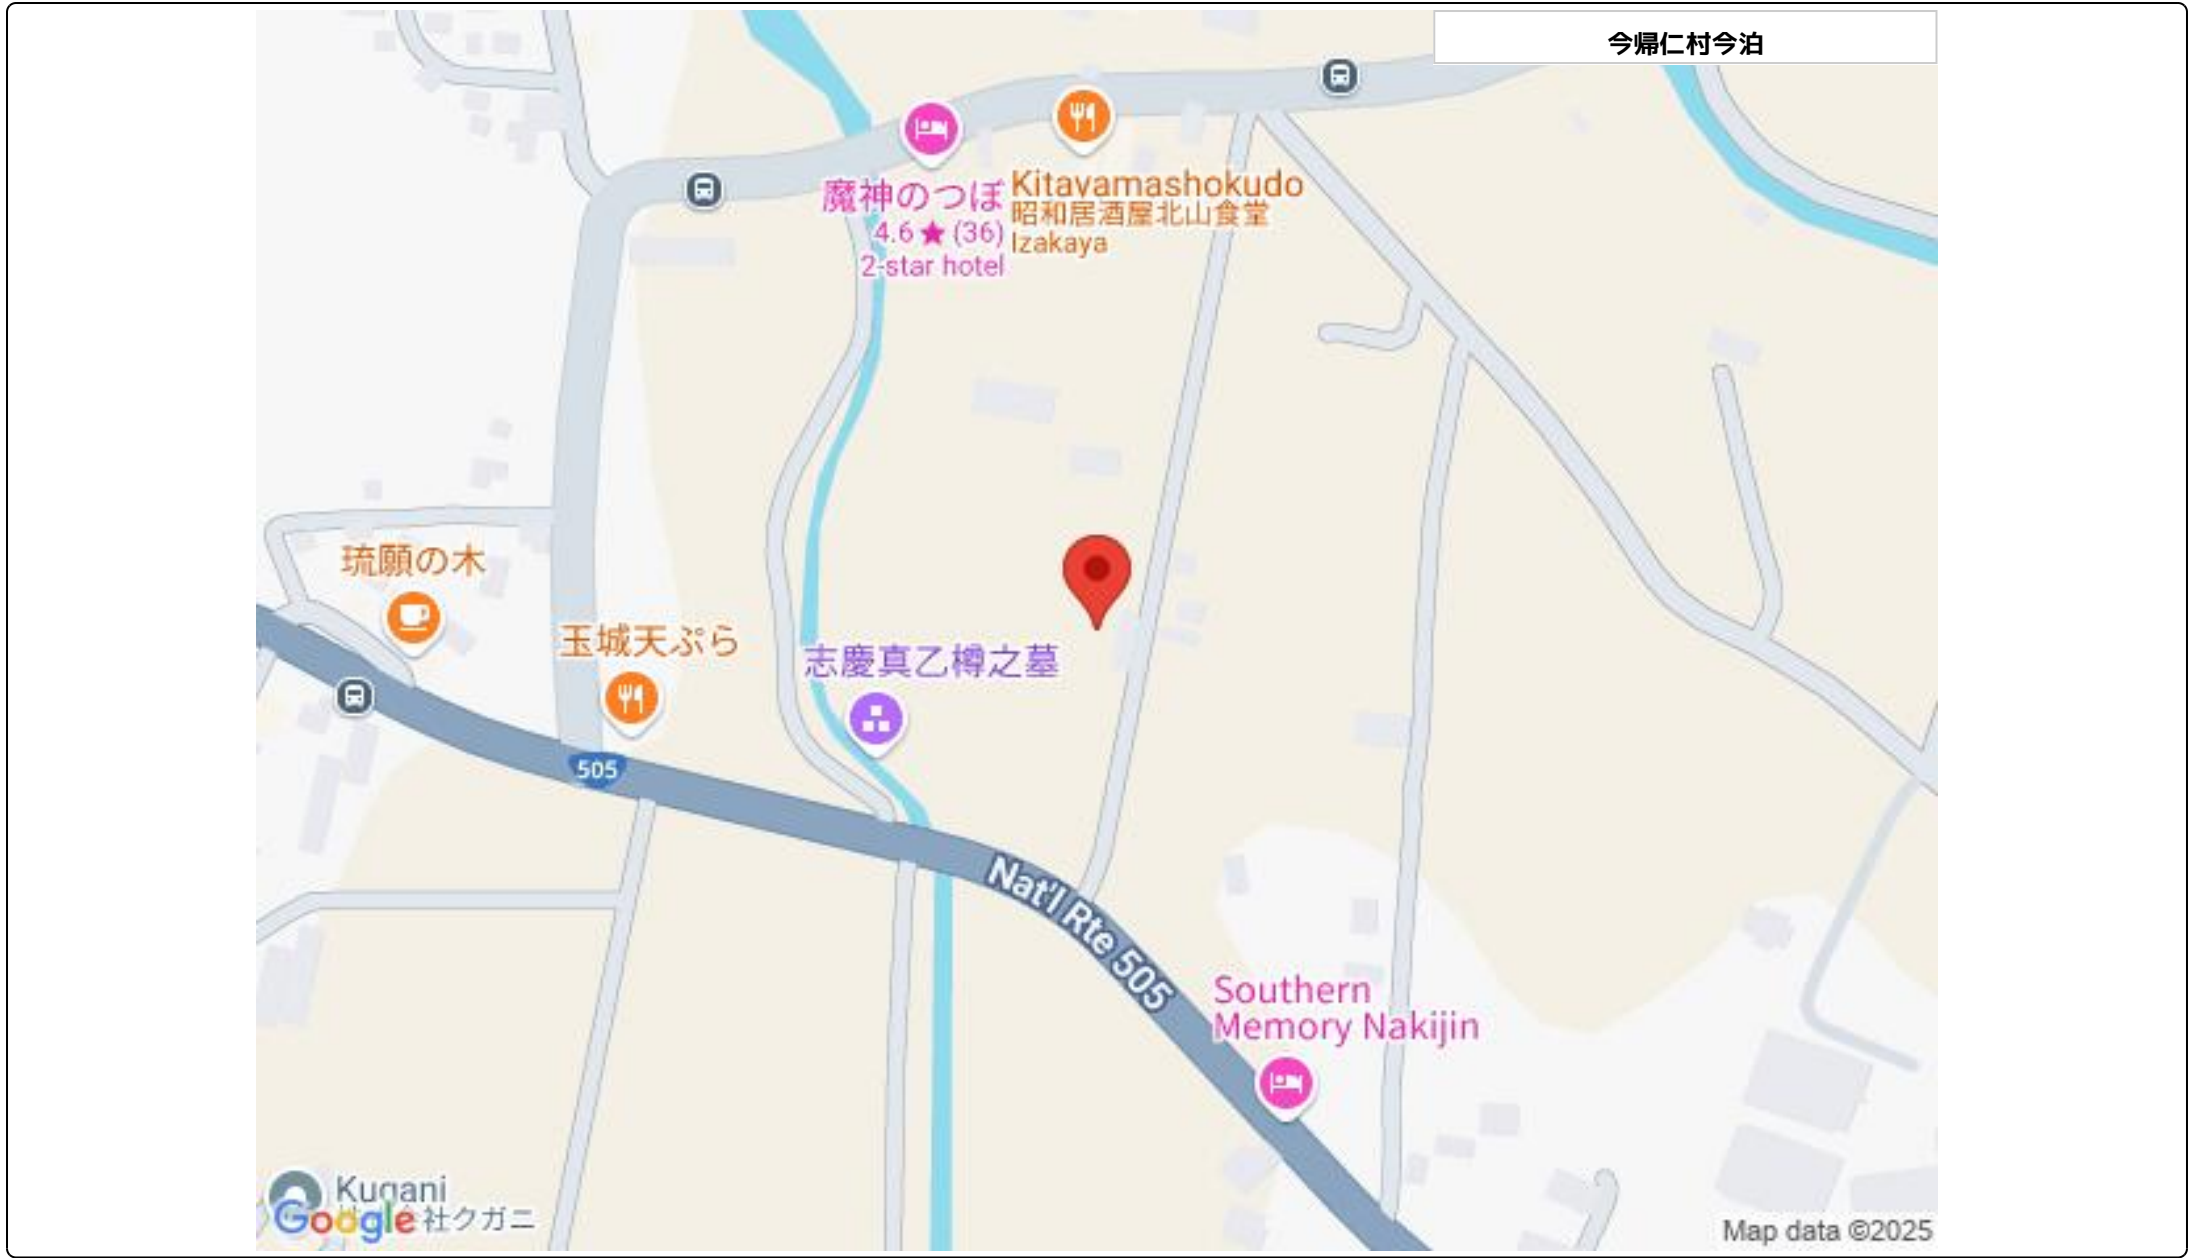 今帰仁村今泊
魔神のつぼ
4.6 ★ (36)
2-star hotel
Kitayamashokudo
昭和居酒屋北山食堂
Izakaya
琉願の木
玉城天ぷら
志慶真乙樽之墓
505
Nat'l Rte 505
Southern
Memory Nakijin
Kugani
社クガニ
Google
Map data ©2025